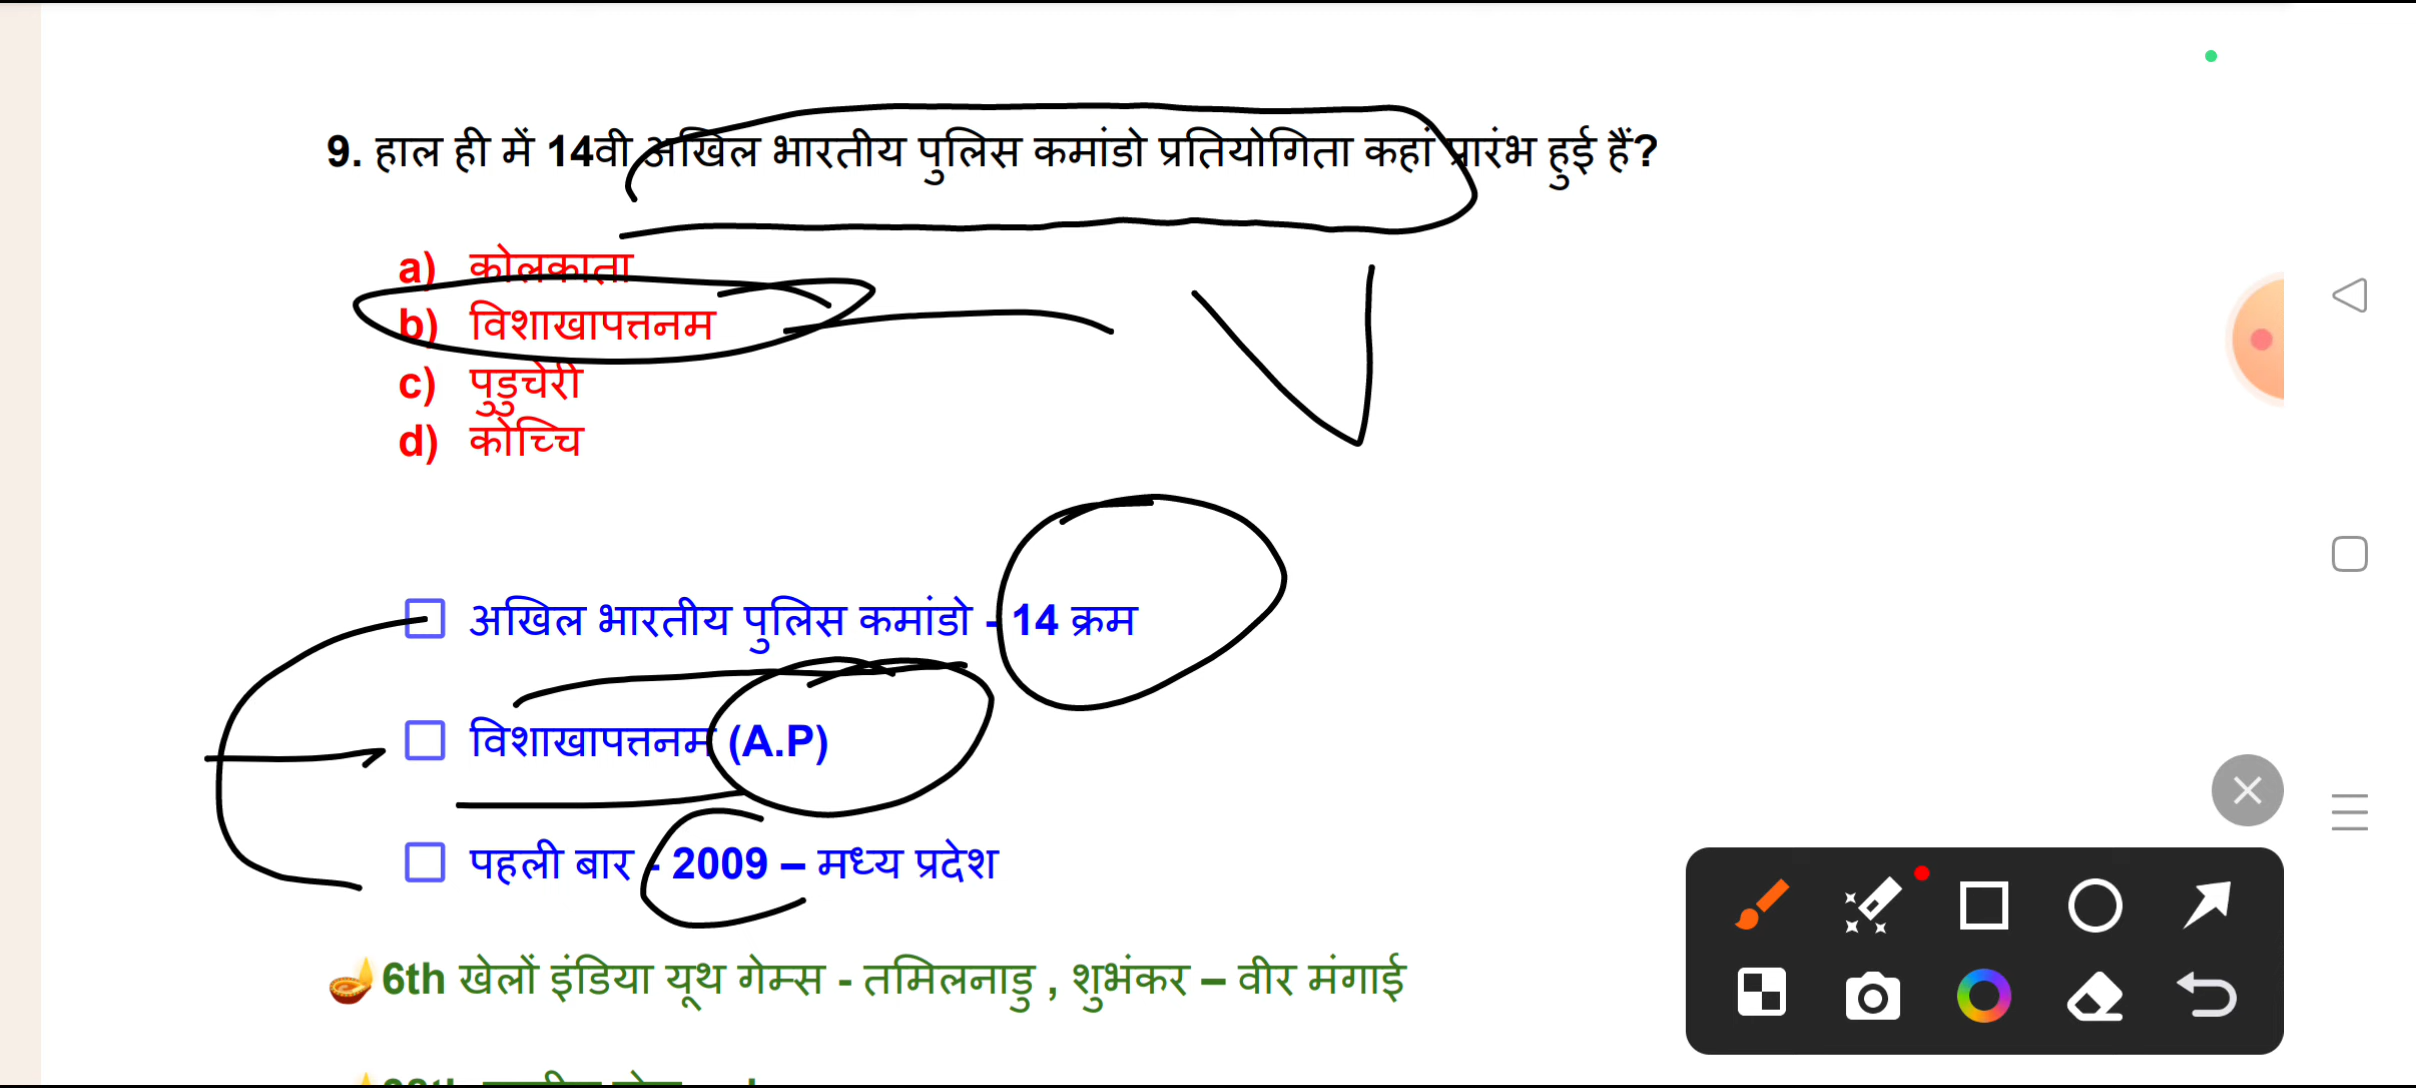 9. हाल ही में 14वी अखिल भारतीय पुलिस कमांडो प्रतियोगिता कहां प्रारंभ हुई हैं?
a) कोलकाता
b) विशाखापत्तनम
c) पुडुचेरी
d) कोच्चि
अखिल भारतीय पुलिस कमांडो - 14 क्रम
विशाखापत्तनम (A.P)
पहली बार - 2009 – मध्य प्रदेश
6th खेलों इंडिया यूथ गेम्स - तमिलनाडु , शुभंकर – वीर मंगाई